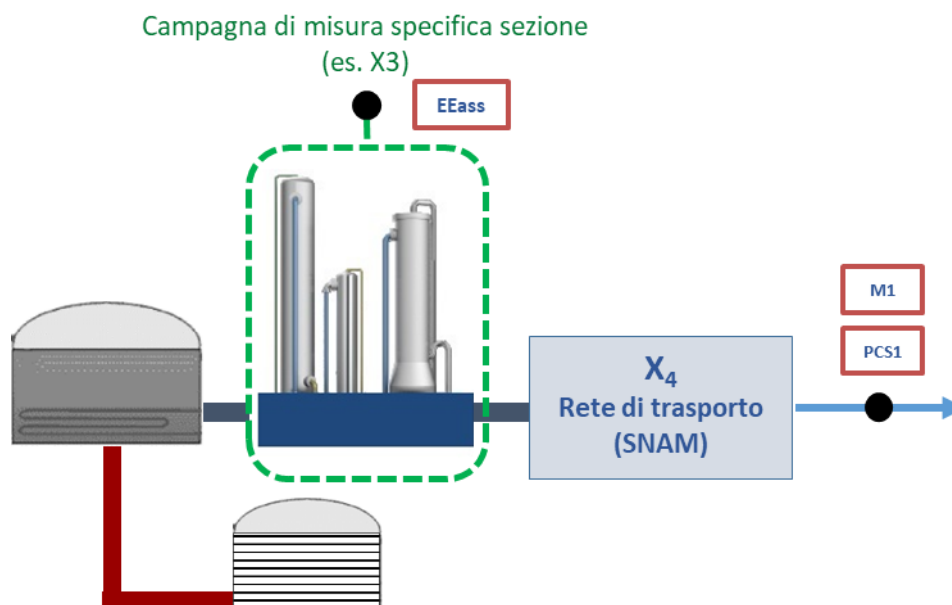 Campagna di misura specifica sezione
(es. X3)
EEass
M1
PCS1
X₄
Rete di trasporto
(SNAM)